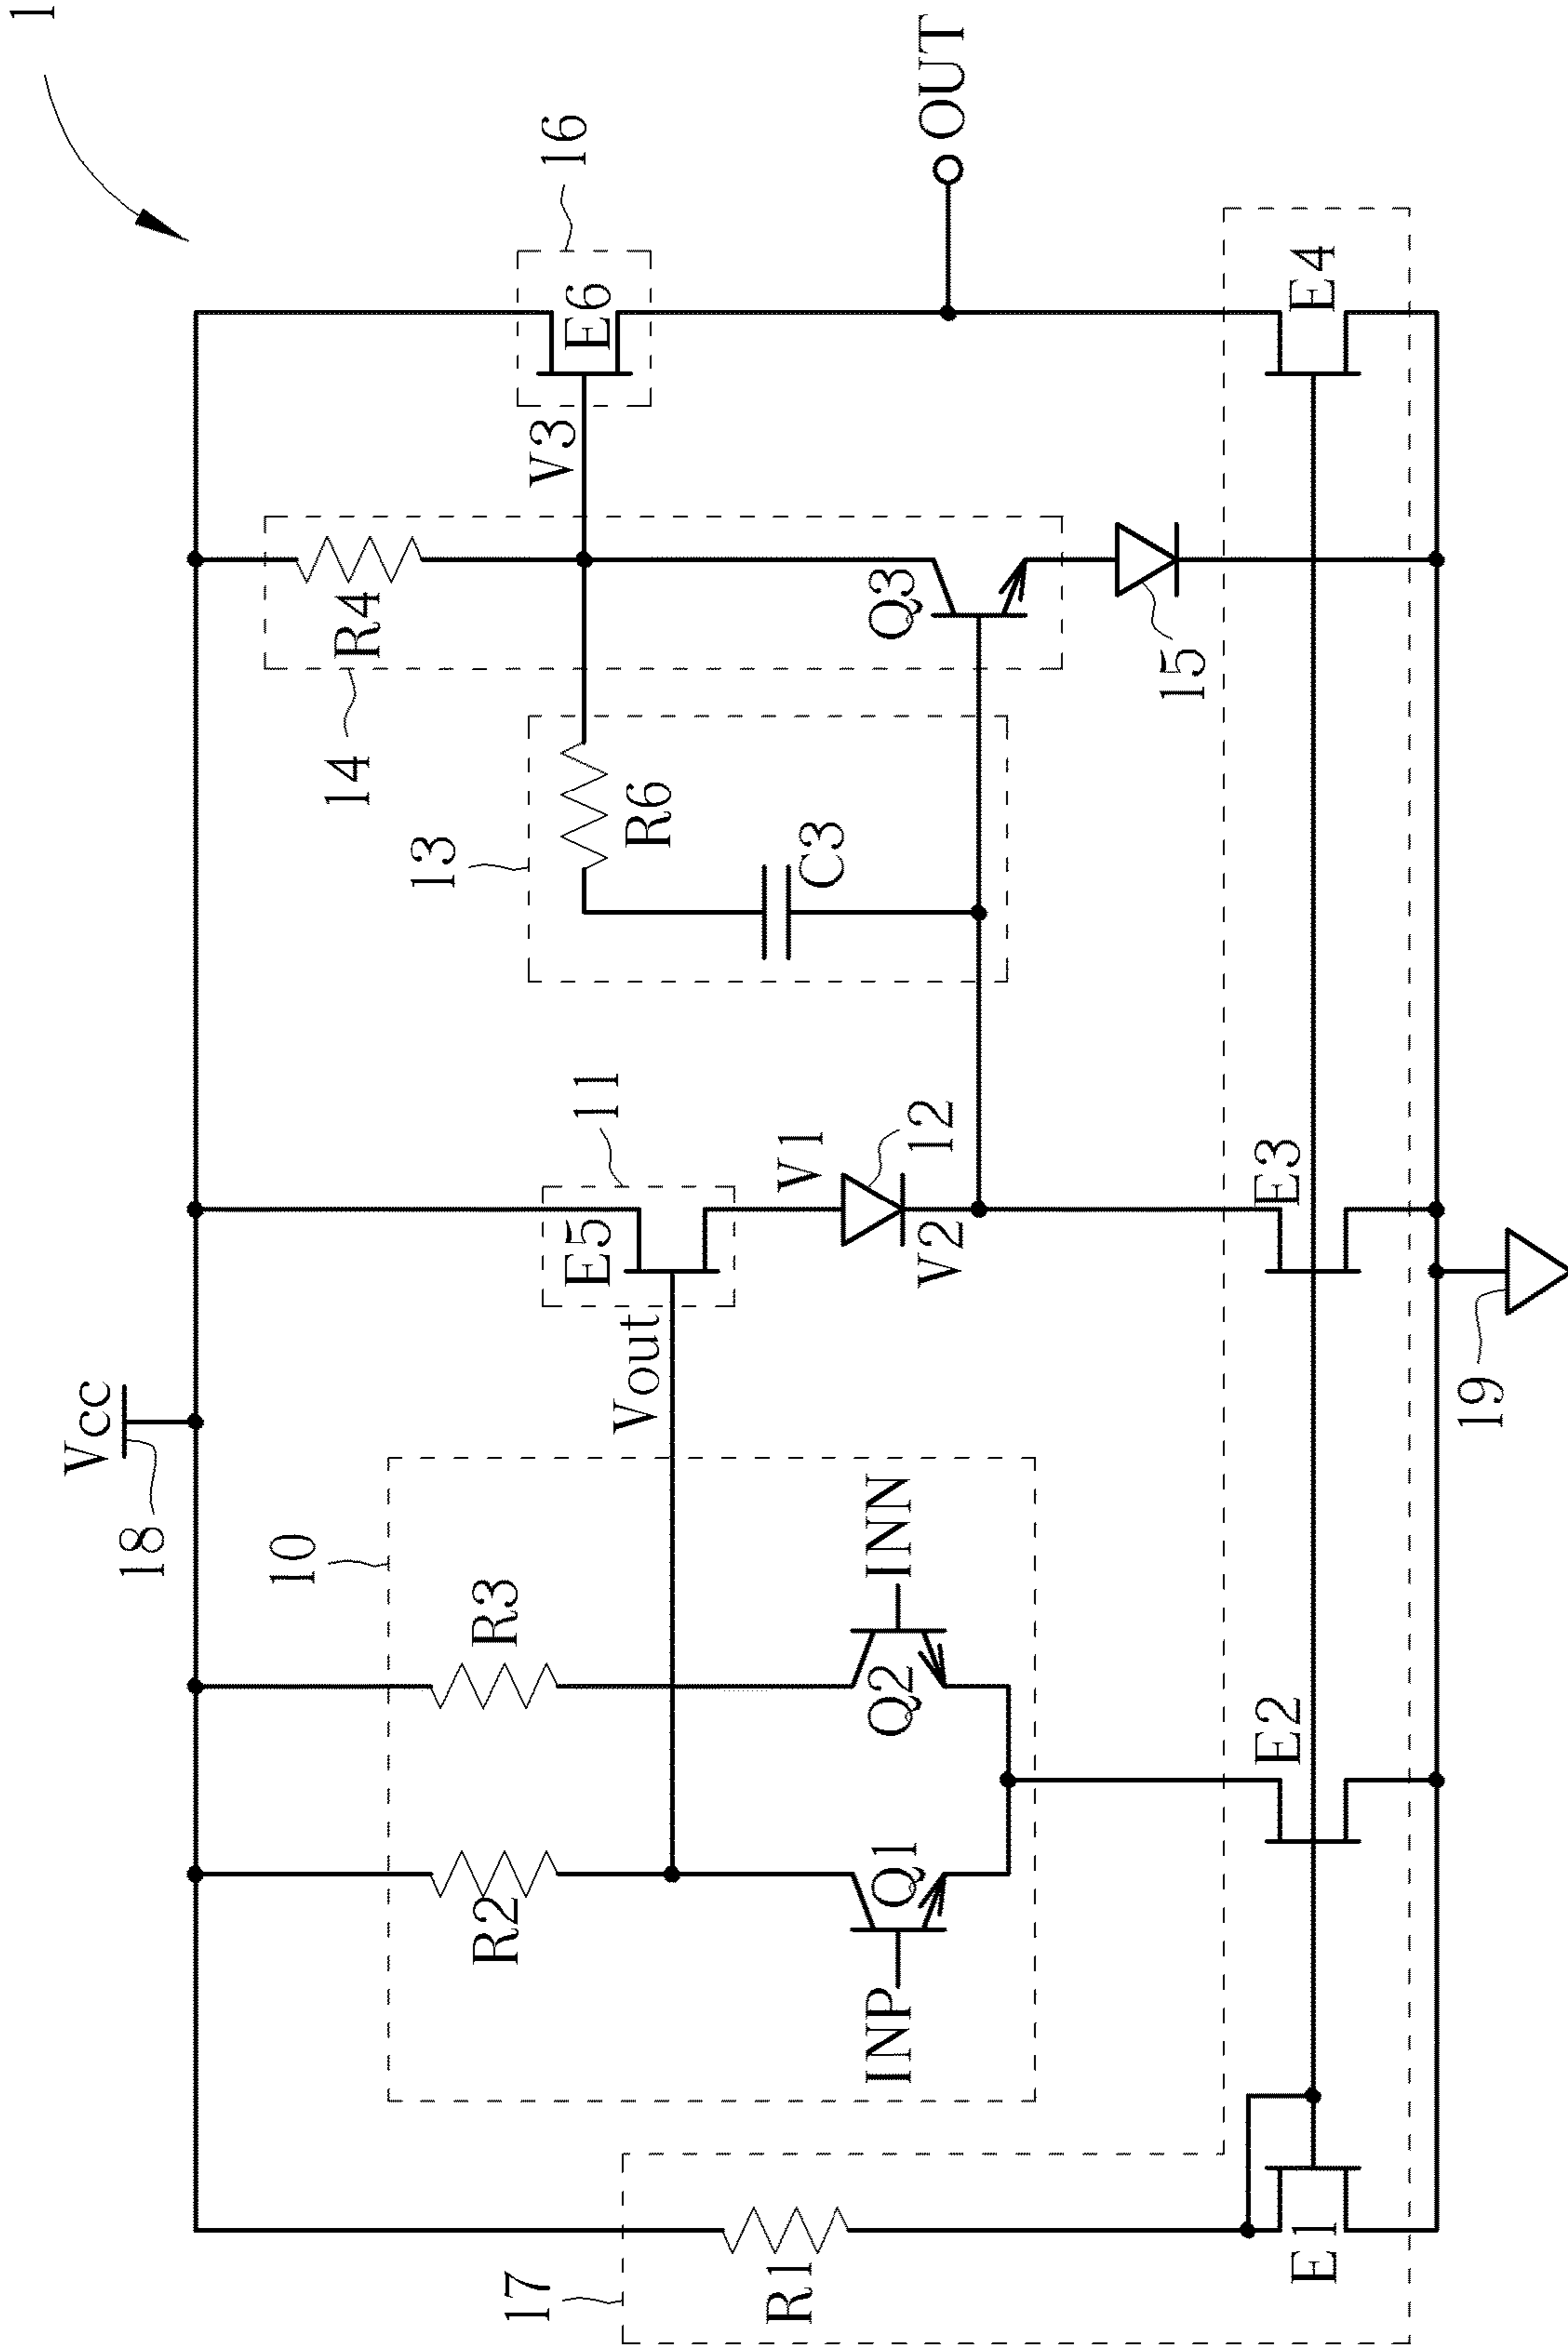 1
Vcc
18
16
E6
V3
OUT
R4
14
Q3
15
13
R6
C3
11
E5
V1
12
V2
Vout
10
R3
R2
Q2
INN
Q1
INP
17
R1
E1
E2
E3
E4
19